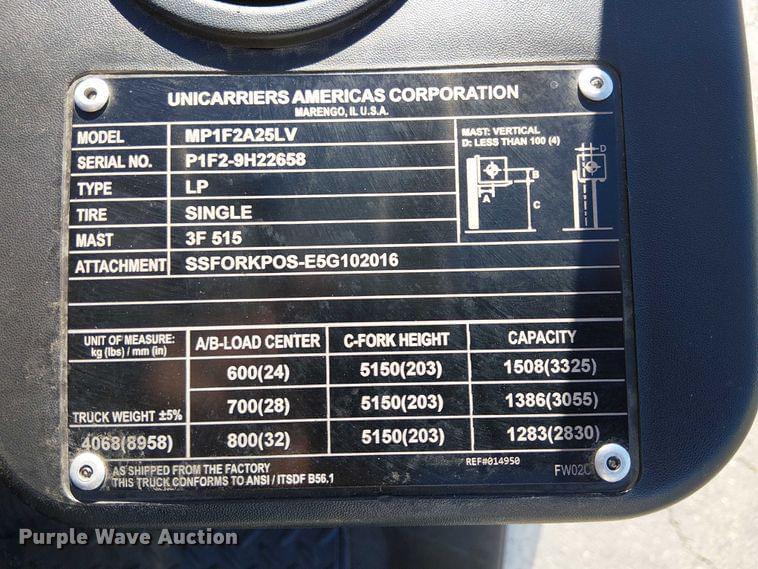 UNICARRIERS AMERICAS CORPORATION
MARENGO, IL U.S.A.
MODEL MP1F2A25LV
SERIAL NO. P1F2-9H22658
TYPE LP
TIRE SINGLE
MAST 3F 515
ATTACHMENT SSFORKPOS-E5G102016
MAST: VERTICAL
D: LESS THAN 100 (4)
A
B
C
D
UNIT OF MEASURE: kg (lbs) / mm (in)
A/B-LOAD CENTER C-FORK HEIGHT CAPACITY
600(24) 5150(203) 1508(3325)
700(28) 5150(203) 1386(3055)
TRUCK WEIGHT ±5%
4068(8958) 800(32) 5150(203) 1283(2830)
AS SHIPPED FROM THE FACTORY
THIS TRUCK CONFORMS TO ANSI / ITSDF B56.1
REF#014950
Purple Wave Auction